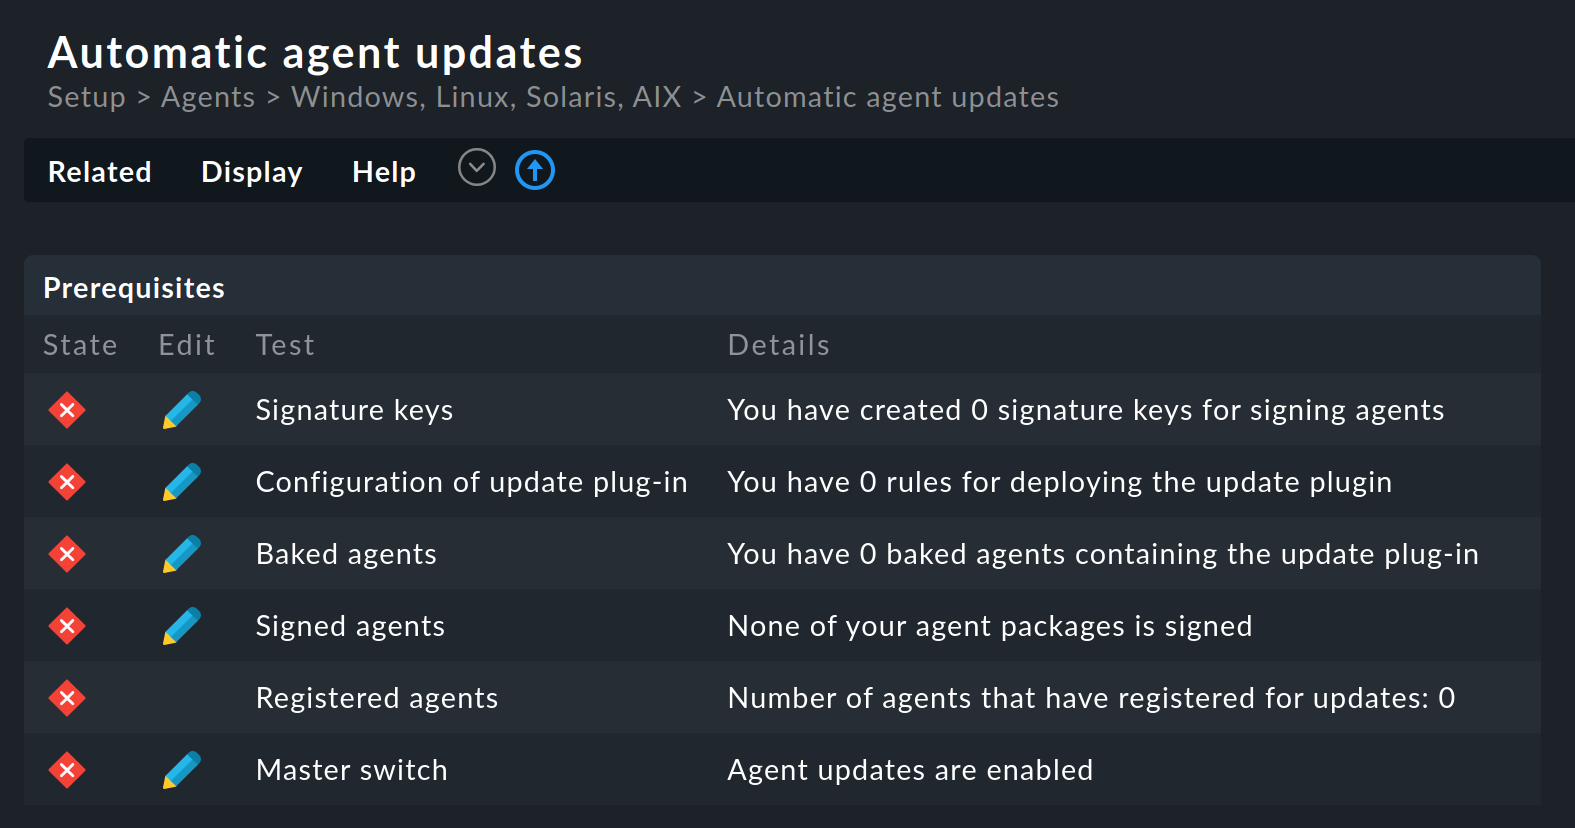 Automatic agent updates
Setup > Agents > Windows, Linux, Solaris, AIX > Automatic agent updates
Related Display Help
Prerequisites
State Edit Test Details
Signature keys You have created 0 signature keys for signing agents
Configuration of update plug-in You have 0 rules for deploying the update plugin
Baked agents You have 0 baked agents containing the update plug-in
Signed agents None of your agent packages is signed
Registered agents Number of agents that have registered for updates: 0
Master switch Agent updates are enabled